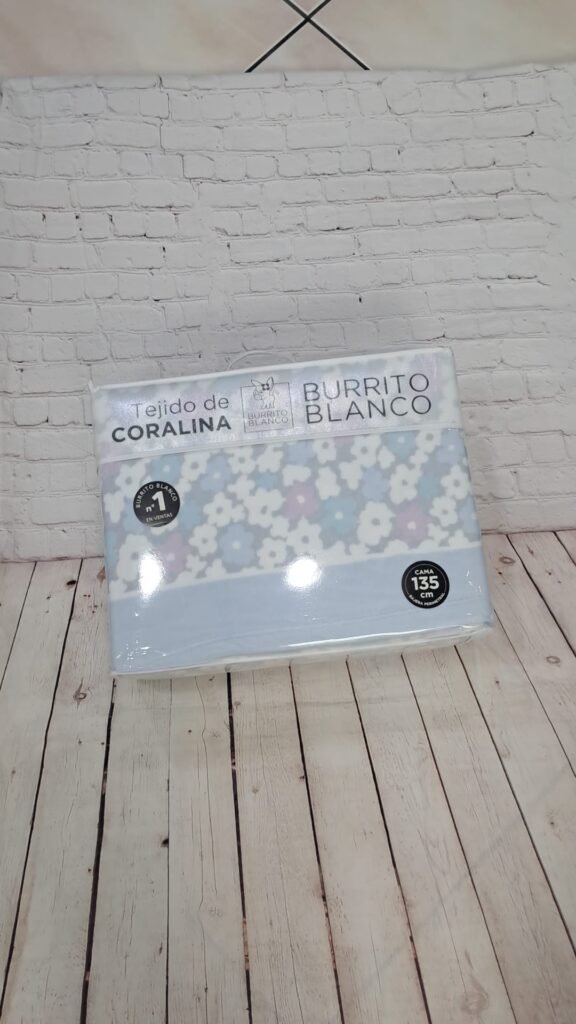 Tejido de
CORALINA
BURRITO
BLANCO
BURRITO
BLANCO
BURRITO BLANCO
nº1
EN VENTAS
CAMA
135
cm